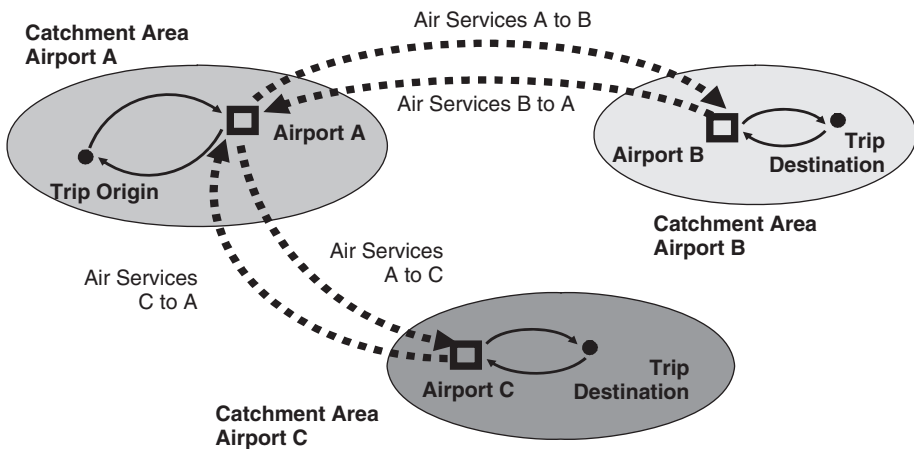 Air Services A to B
Catchment Area
Airport A
Air Services B to A
Airport A
Trip Origin
Airport B
Trip
Destination
Catchment Area
Airport B
Air Services
A to C
Air Services
C to A
Airport C
Trip
Destination
Catchment Area
Airport C